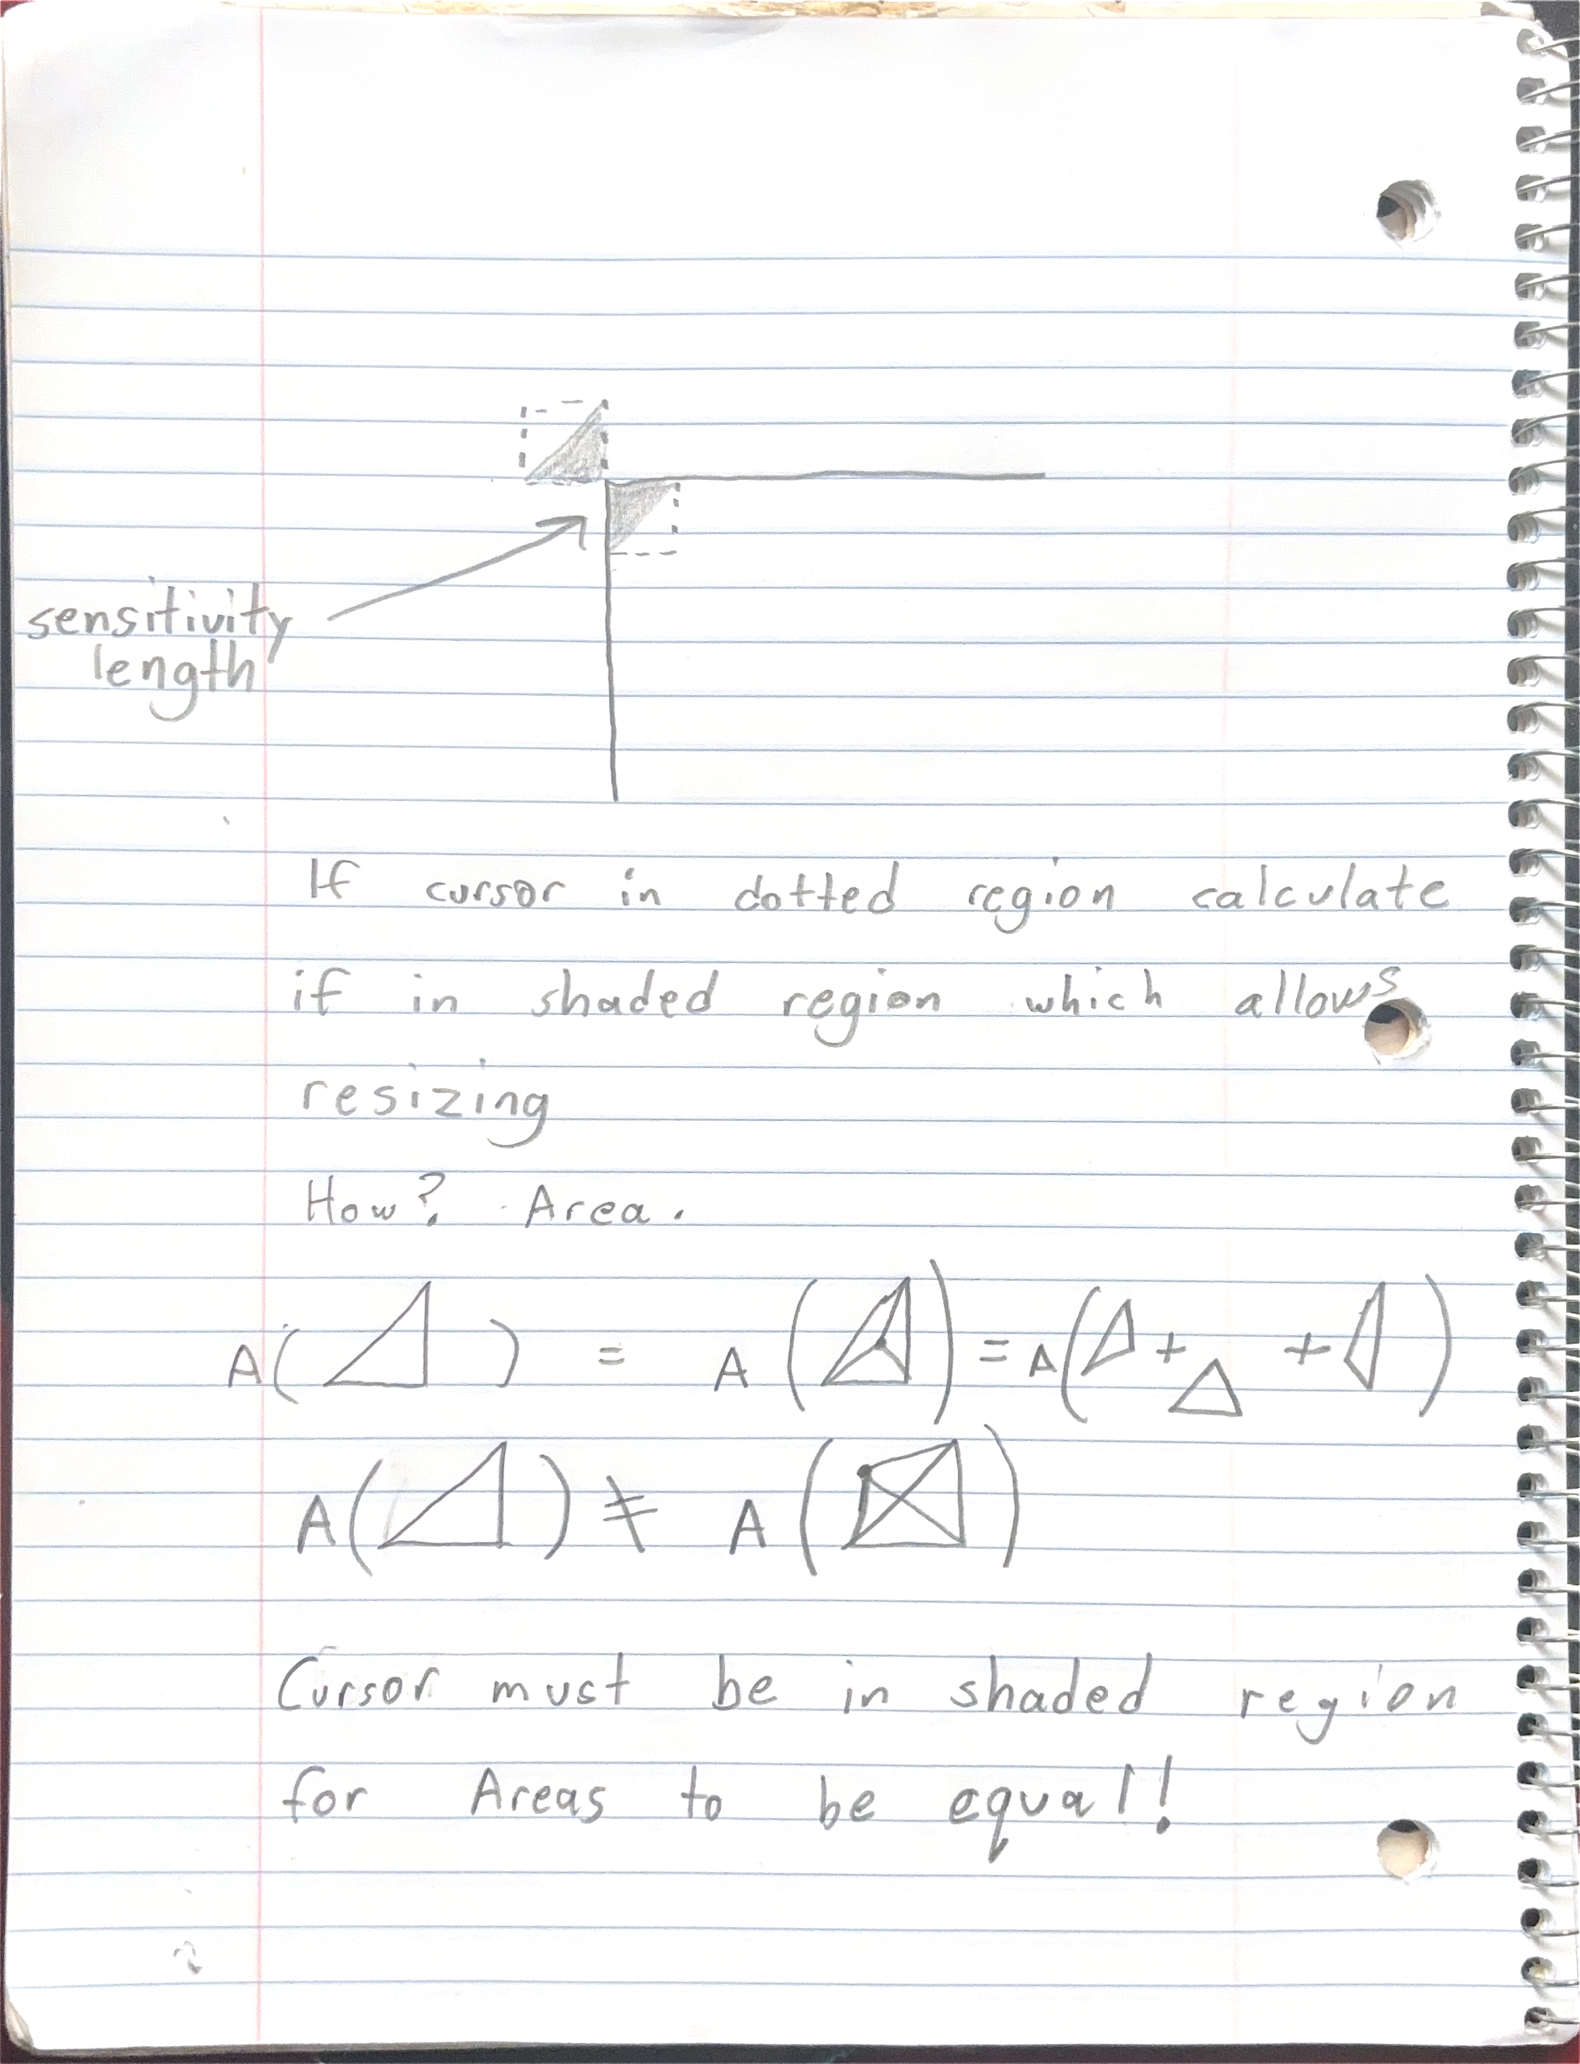 sensitivity
length
If cursor in dotted region calculate
if in shaded region which allows
resizing
How? Area.
A( ) = A ( ) = A( + + )
A( ) ≠ A ( )
Cursor must be in shaded region
for Areas to be equal!